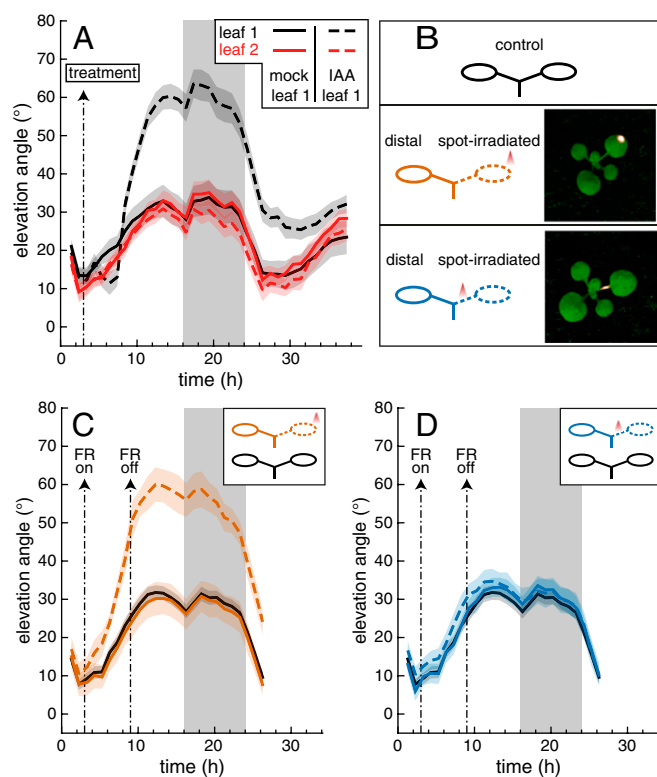 A
leaf 1
leaf 2
mock IAA
leaf 1 leaf 1
treatment
elevation angle (°)
80
70
60
50
40
30
20
10
0
0 10 20 30
time (h)
B
control
distal spot-irradiated
distal spot-irradiated
C
FR FR
on off
elevation angle (°)
80
70
60
50
40
30
20
10
0
0 10 20 30
time (h)
D
FR FR
on off
elevation angle (°)
80
70
60
50
40
30
20
10
0
0 10 20 30
time (h)